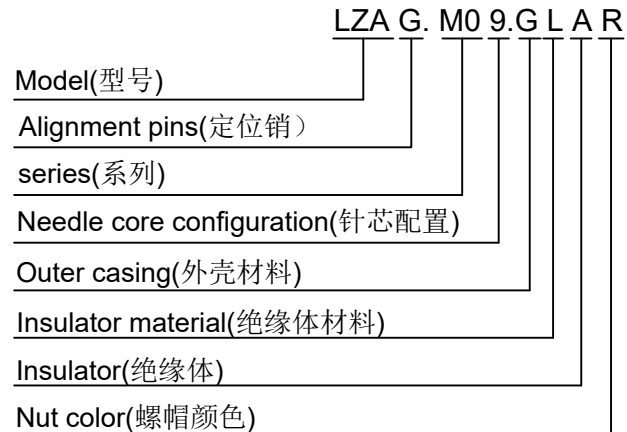 LZA G. M0 9.G L A R
Model(型号)
Alignment pins(定位销）
series(系列)
Needle core configuration(针芯配置)
Outer casing(外壳材料)
Insulator material(绝缘体材料)
Insulator(绝缘体)
Nut color(螺帽颜色)